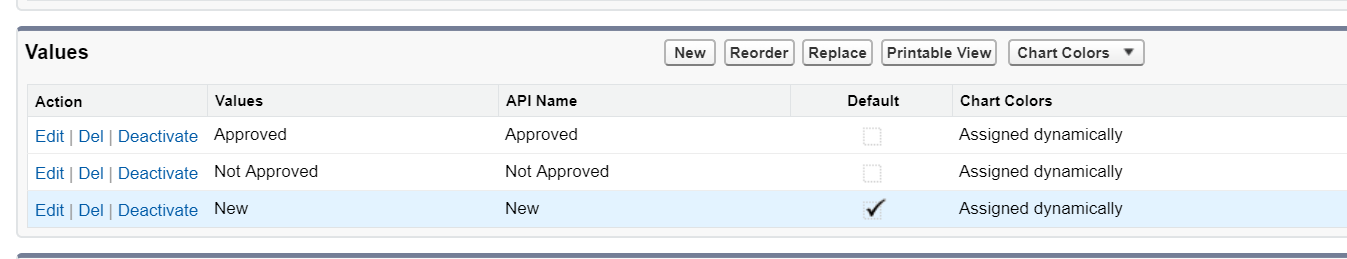 Values New Reorder Replace Printable View Chart Colors
Action Values API Name Default Chart Colors
Edit | Del | Deactivate Approved Approved Assigned dynamically
Edit | Del | Deactivate Not Approved Not Approved Assigned dynamically
Edit | Del | Deactivate New New Assigned dynamically